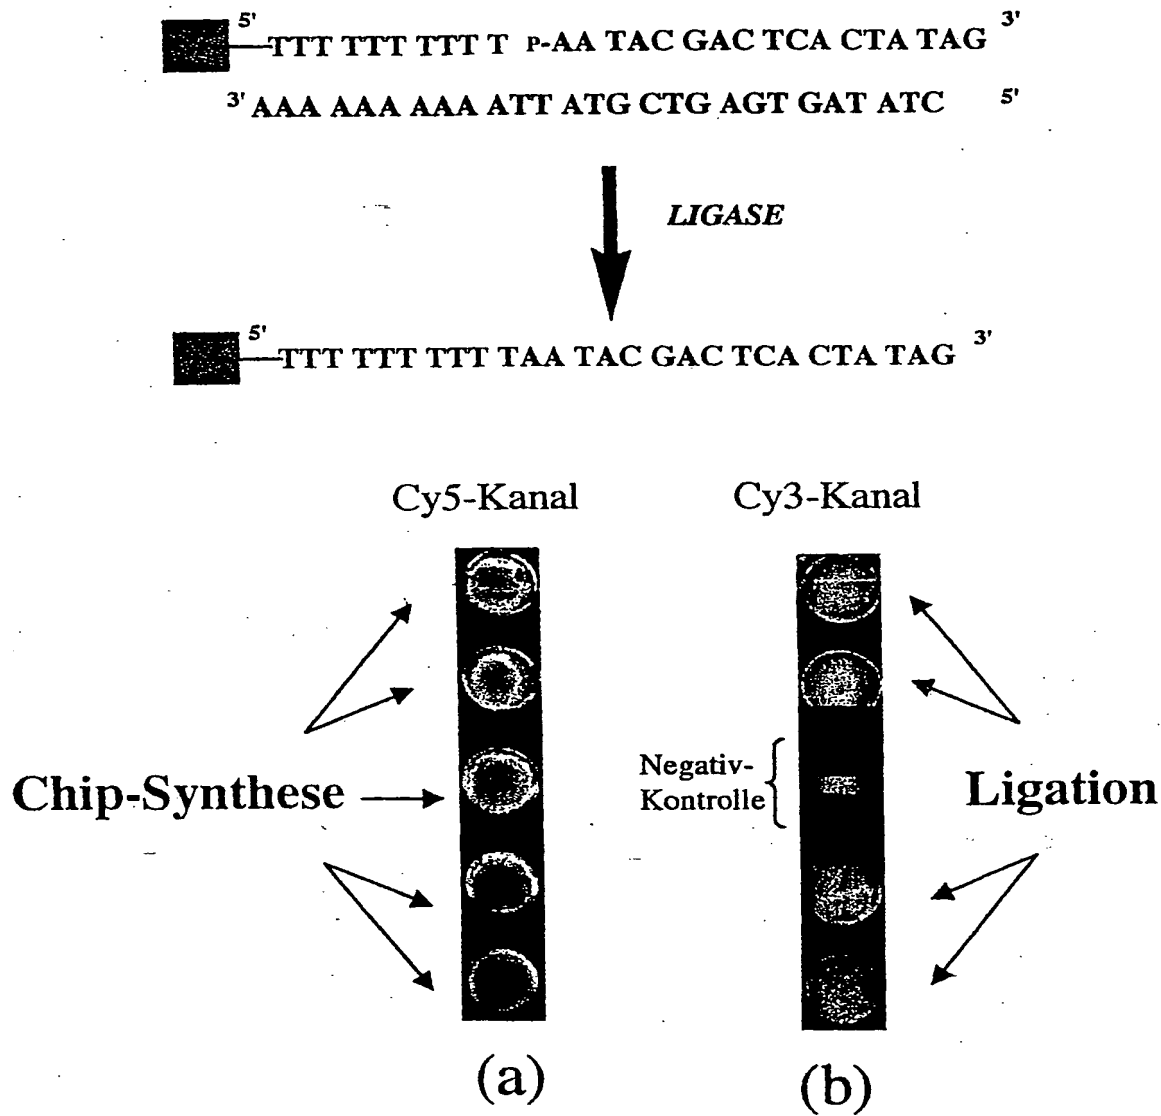 5' 3'
TTT TTT TTT T P-AA TAC GAC TCA CTA TAG
3' AAA AAA AAA ATT ATG CTG AGT GAT ATC 5'
LIGASE
5' 3'
TTT TTT TTT TAA TAC GAC TCA CTA TAG
Cy5-Kanal Cy3-Kanal
Negativ-
Kontrolle
Chip-Synthese Ligation
(a) (b)